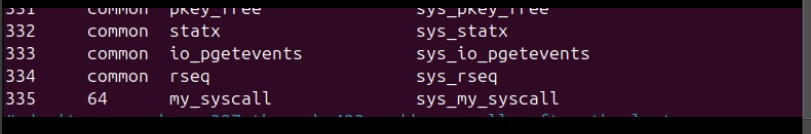 331 common pkey_free sys_pkey_free
332 common statx sys_statx
333 common io_pgetevents sys_io_pgetevents
334 common rseq sys_rseq
335 64 my_syscall sys_my_syscall